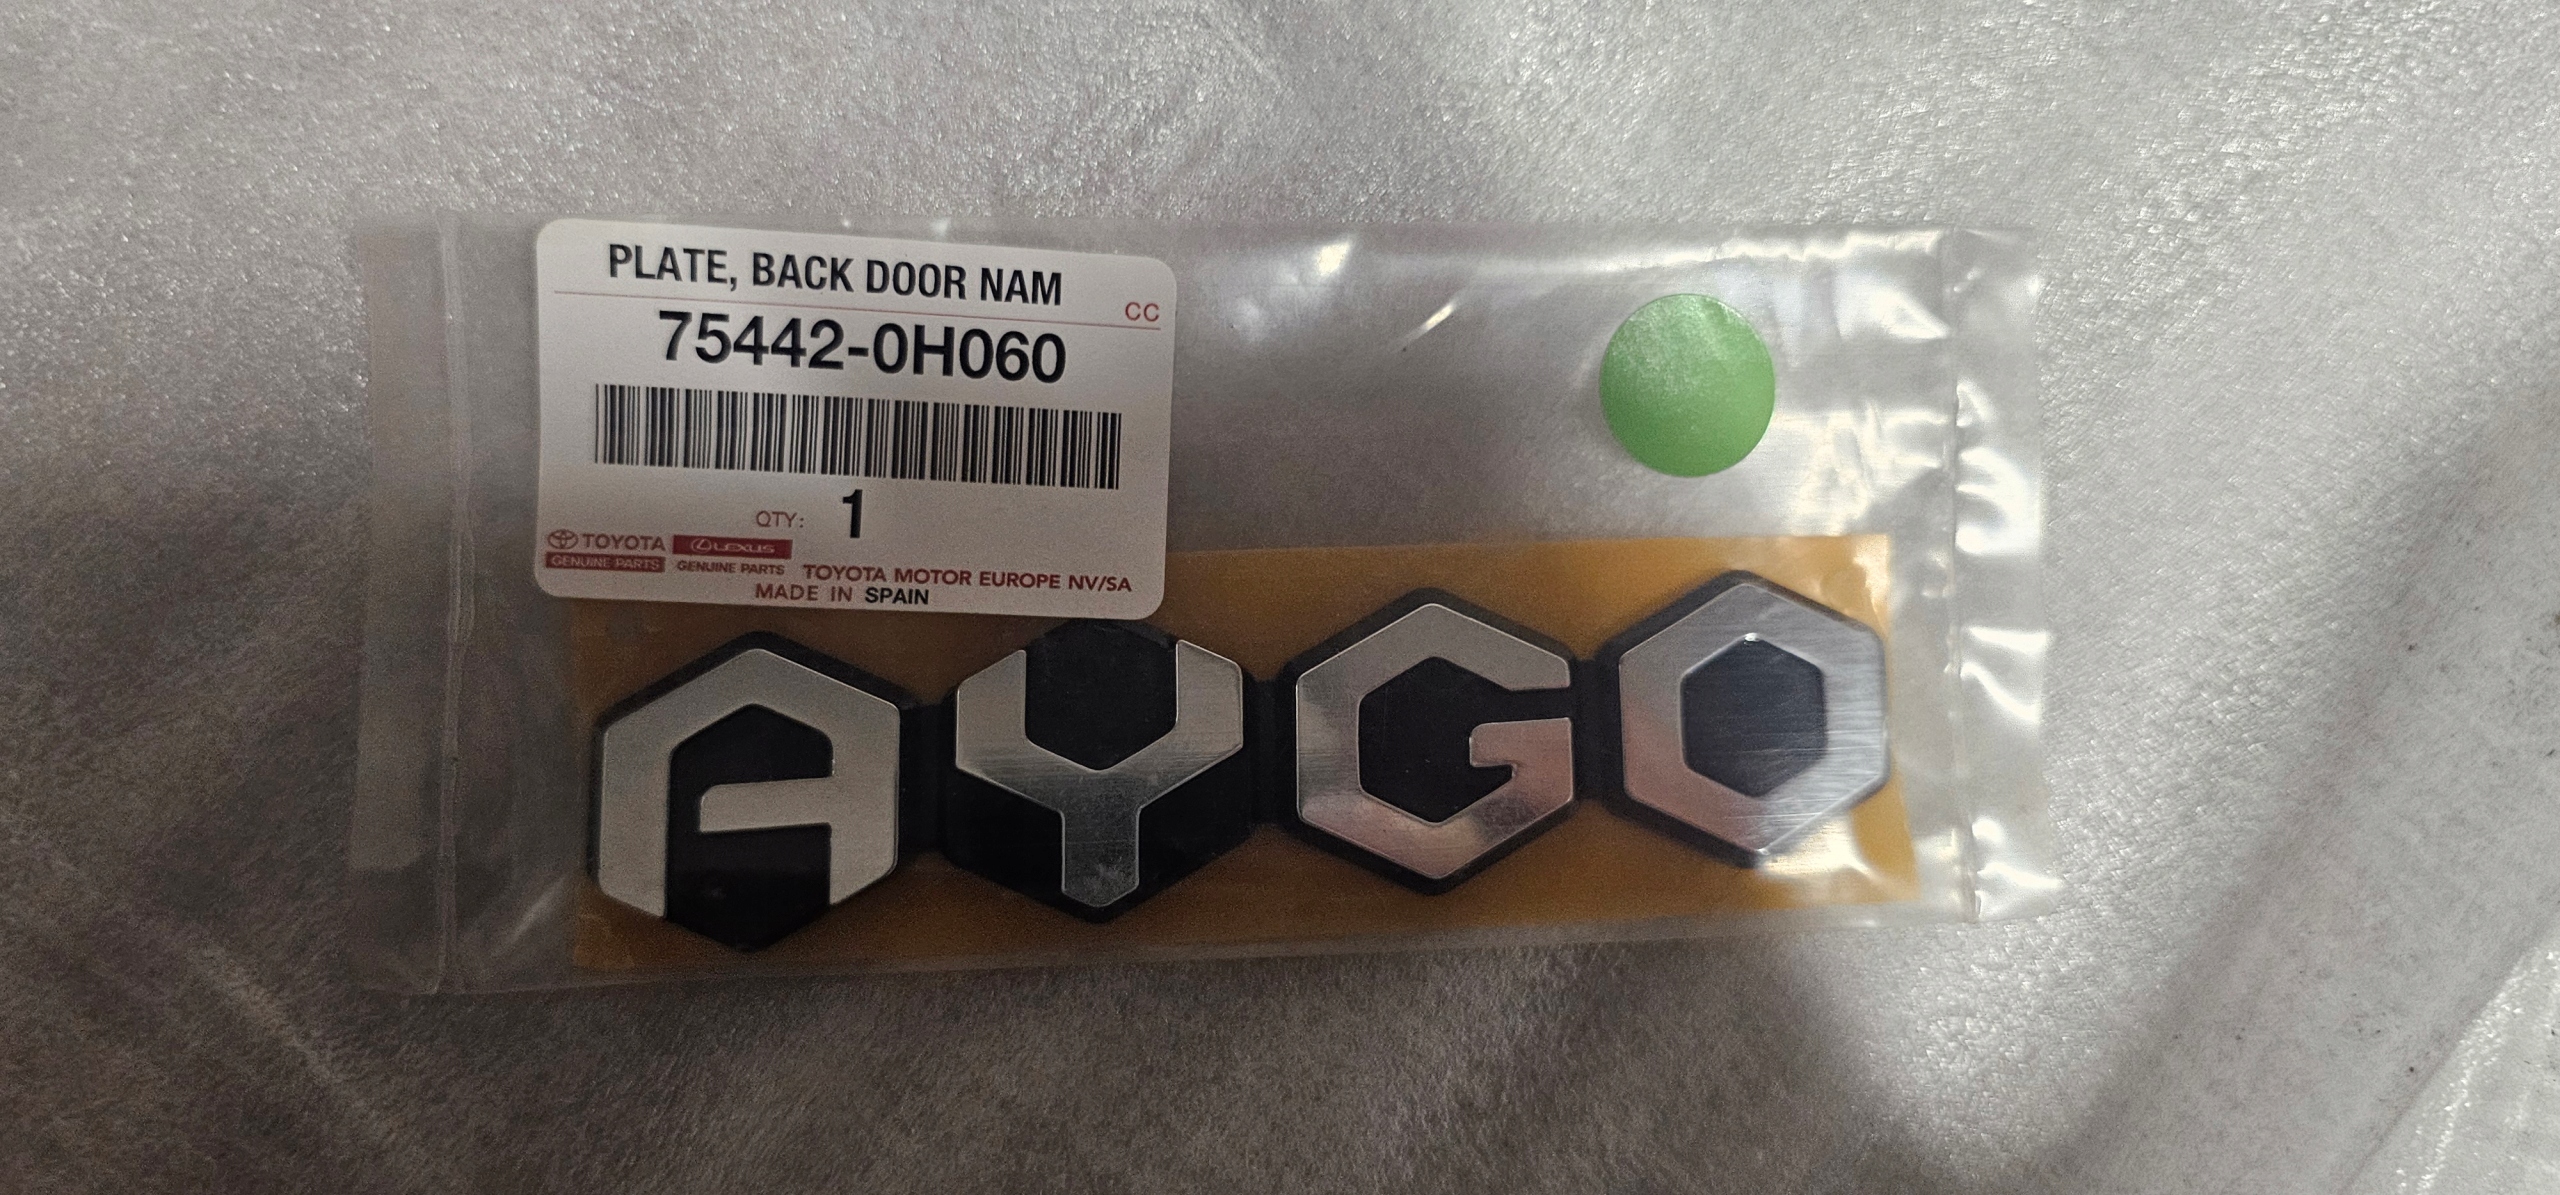 PLATE, BACK DOOR NAM
CC
75442-0H060
QTY: 1
TOYOTA LEXUS
GENUINE PARTS GENUINE PARTS TOYOTA MOTOR EUROPE NV/SA
MADE IN SPAIN
AYGO